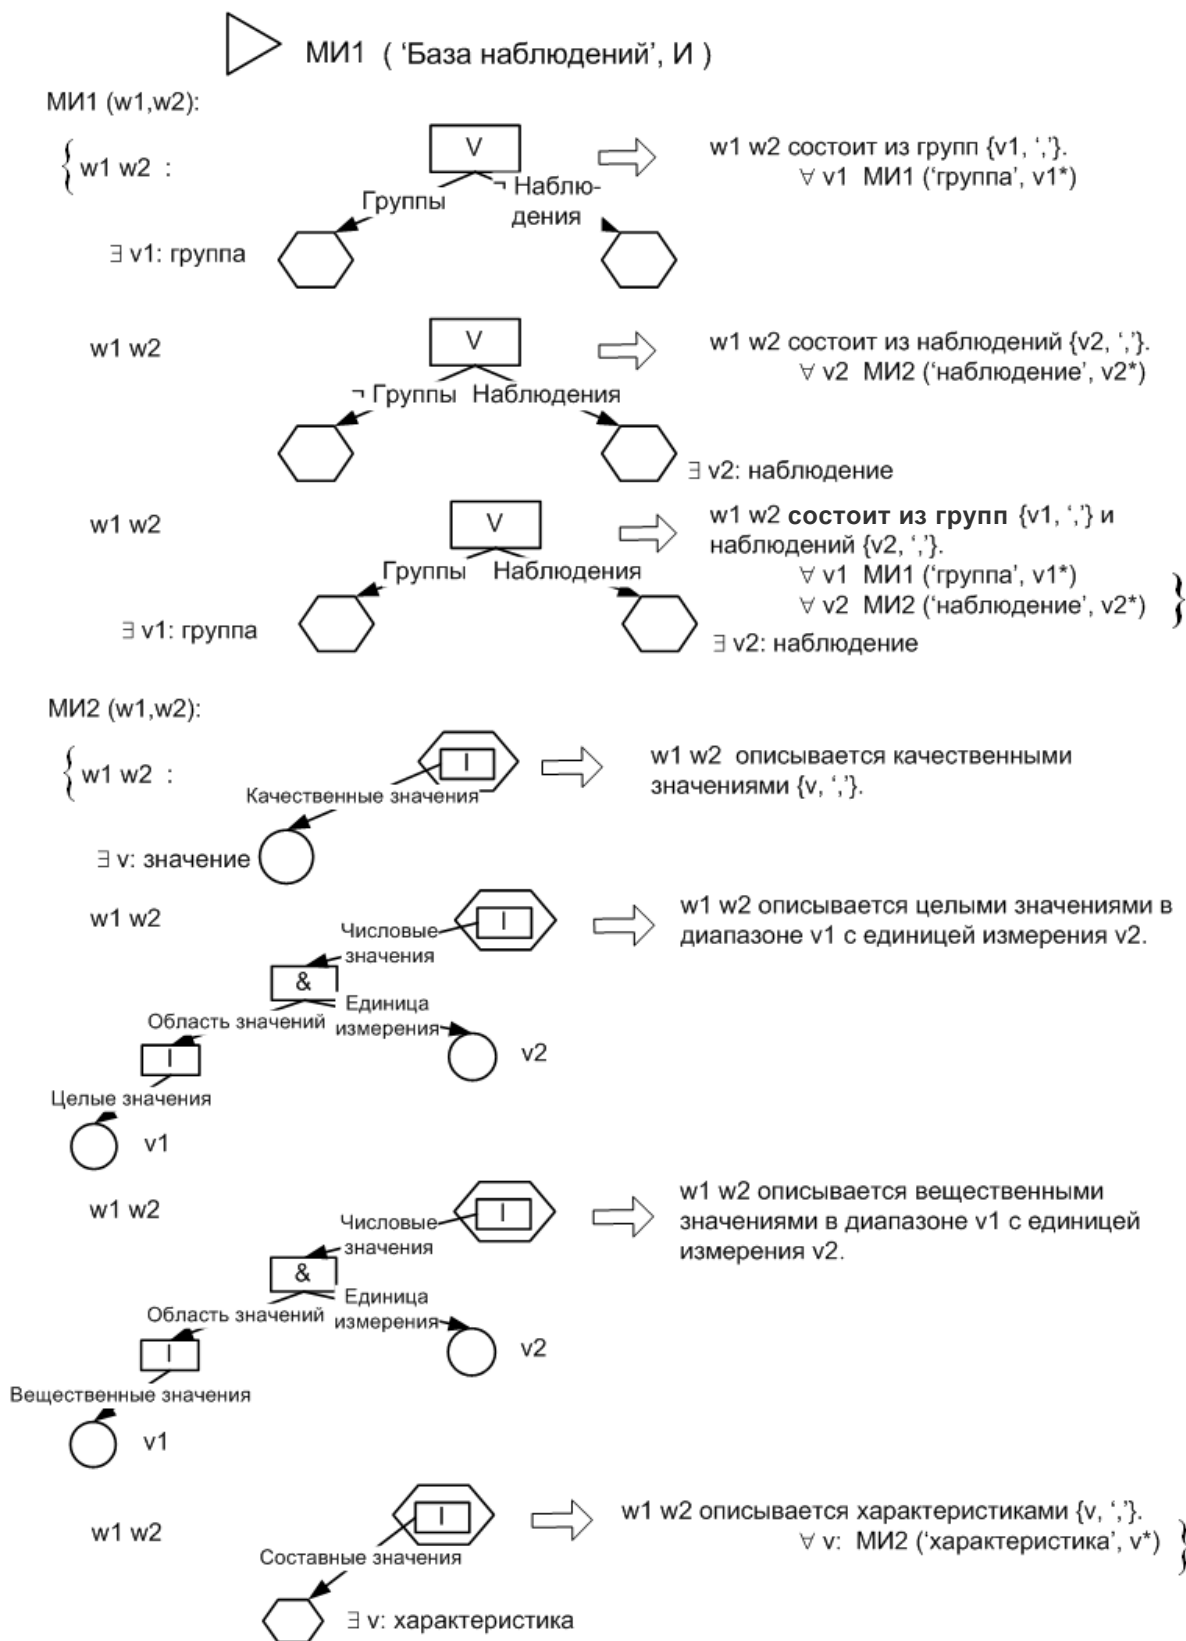 МИ1 ( ‘База наблюдений’, И )
МИ1 (w1,w2):
{ w1 w2 :
V
w1 w2 состоит из групп {v1, ‘,’}.
∀ v1 МИ1 (‘группа’, v1*)
Группы
¬ Наблю-
дения
∃ v1: группа
w1 w2
V
w1 w2 состоит из наблюдений {v2, ‘,’}.
∀ v2 МИ2 (‘наблюдение’, v2*)
¬ Группы Наблюдения
∃ v2: наблюдение
w1 w2
V
w1 w2 состоит из групп {v1, ‘,’} и
наблюдений {v2, ‘,’}.
∀ v1 МИ1 (‘группа’, v1*)
∀ v2 МИ2 (‘наблюдение’, v2*) }
Группы Наблюдения
∃ v1: группа
∃ v2: наблюдение
МИ2 (w1,w2):
{ w1 w2 :
I
w1 w2 описывается качественными
значениями {v, ‘,’}.
Качественные значения
∃ v: значение
w1 w2
I
w1 w2 описывается целыми значениями в
диапазоне v1 с единицей измерения v2.
Числовые
значения
&
Область значений
Единица
измерения
I
v2
Целые значения
v1
w1 w2
I
w1 w2 описывается вещественными
значениями в диапазоне v1 с единицей
измерения v2.
Числовые
значения
&
Область значений
Единица
измерения
I
v2
Вещественные значения
v1
w1 w2
I
w1 w2 описывается характеристиками {v, ‘,’}.
∀ v: МИ2 (‘характеристика’, v*) }
Составные значения
∃ v: характеристика